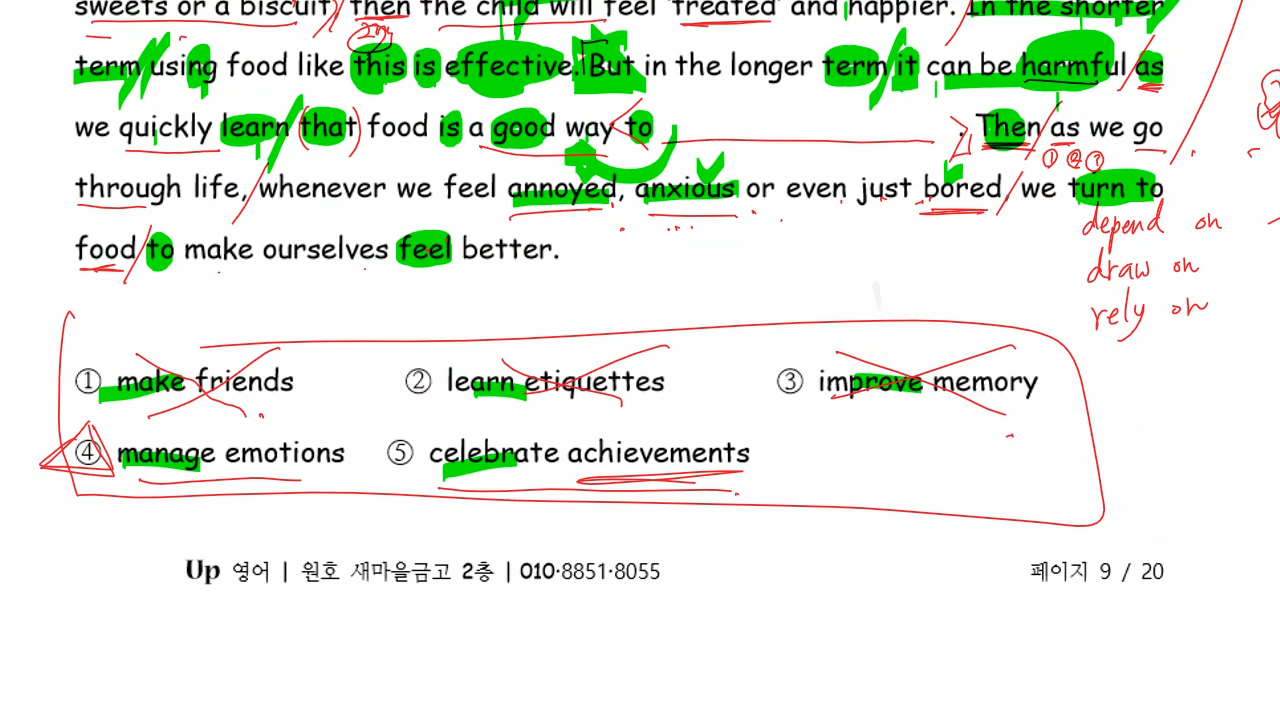 sweets or a biscuit) then the child will feel 'treated' and happier. In the shorter
term using food like this is effective. But in the longer term it can be harmful as
we quickly learn that food is a good way to ______________. Then as we go
① ② ③
through life, whenever we feel annoyed, anxious or even just bored, we turn to
depend on
food to make ourselves feel better.
draw on
rely on
① make friends ② learn etiquettes ③ improve memory
④ manage emotions ⑤ celebrate achievements
Up 영어 | 원호 새마을금고 2층 | 010·8851·8055 페이지 9 / 20